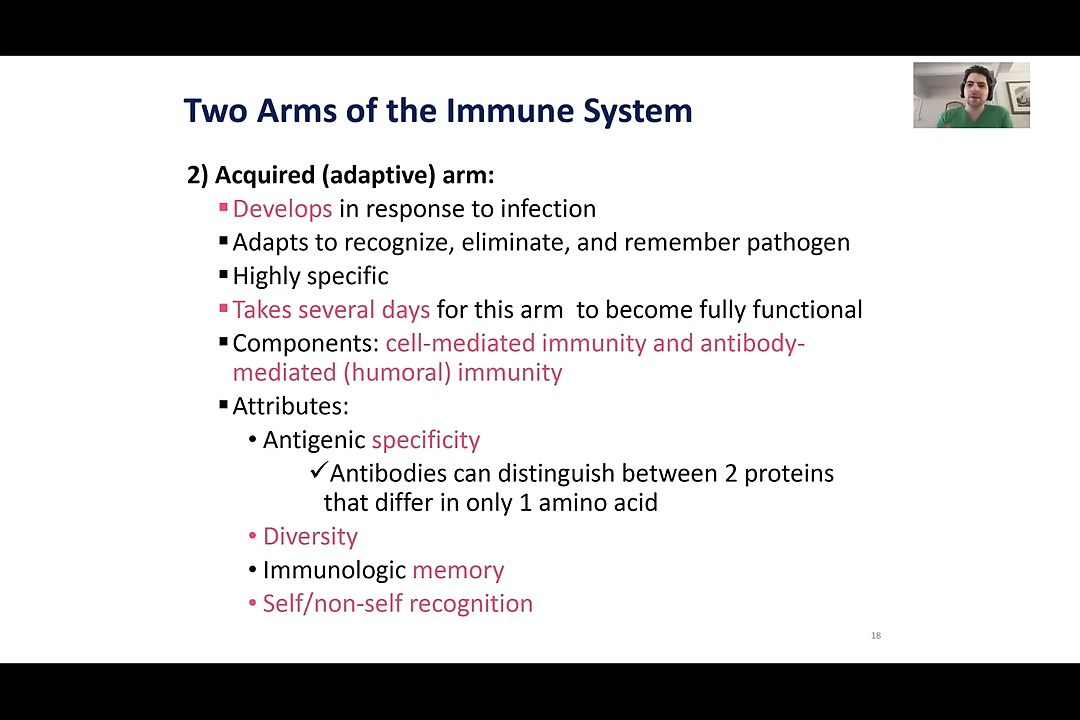 Two Arms of the Immune System
2) Acquired (adaptive) arm:
▪Develops in response to infection
▪Adapts to recognize, eliminate, and remember pathogen
▪Highly specific
▪Takes several days for this arm  to become fully functional
▪Components: cell-mediated immunity and antibody-
mediated (humoral) immunity
▪Attributes:
• Antigenic specificity
✓Antibodies can distinguish between 2 proteins
that differ in only 1 amino acid
• Diversity
• Immunologic memory
• Self/non-self recognition
18